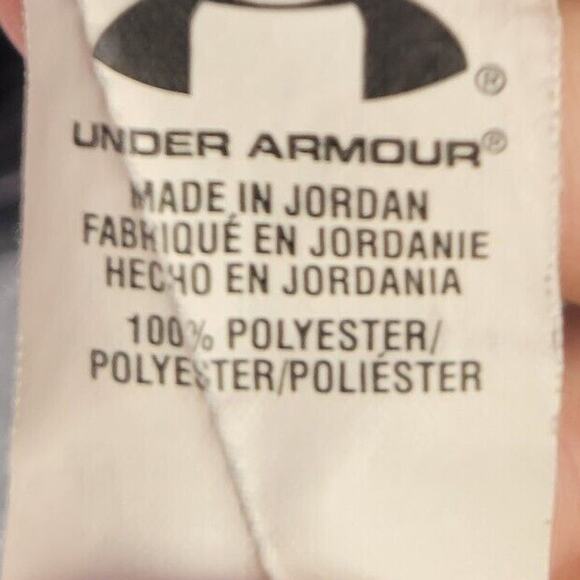 ®
UNDER ARMOUR®
MADE IN JORDAN
FABRIQUÉ EN JORDANIE
HECHO EN JORDANIA
100% POLYESTER/
POLYESTER/POLIÉSTER